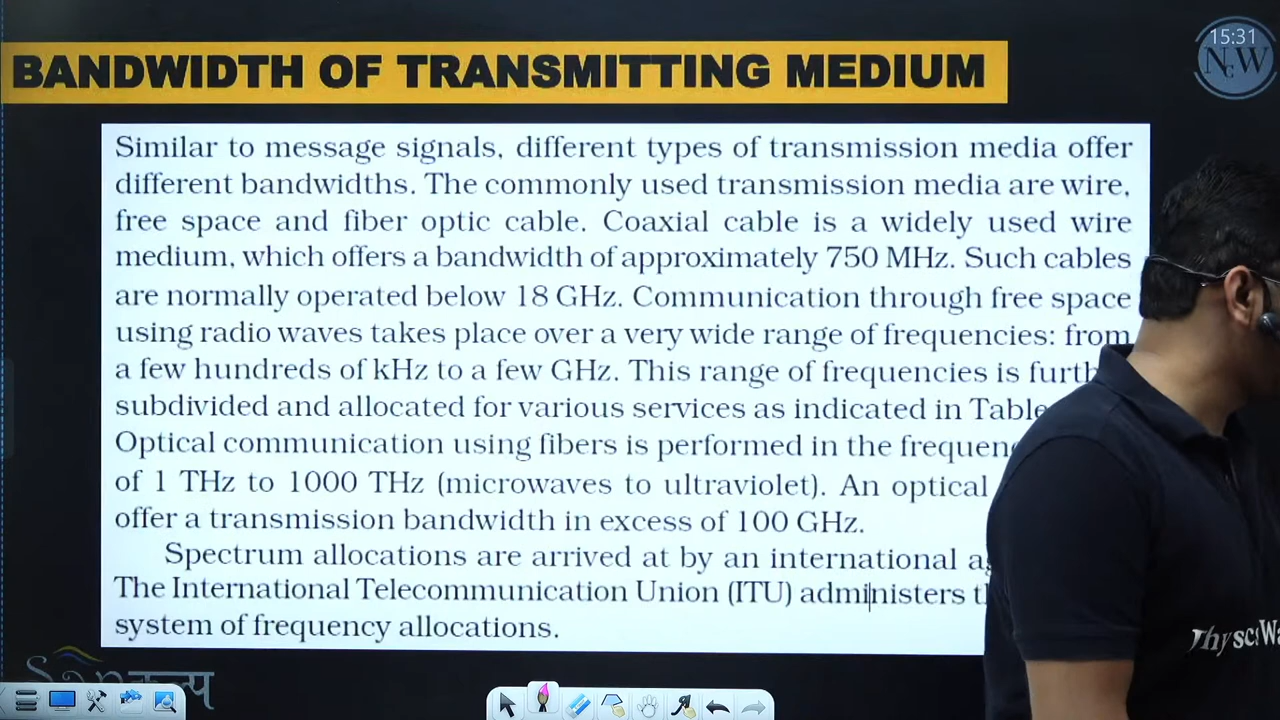 15:31
NcW
BANDWIDTH OF TRANSMITTING MEDIUM
Similar to message signals, different types of transmission media offer
different bandwidths. The commonly used transmission media are wire,
free space and fiber optic cable. Coaxial cable is a widely used wire
medium, which offers a bandwidth of approximately 750 MHz. Such cables
are normally operated below 18 GHz. Communication through free space
using radio waves takes place over a very wide range of frequencies: from
a few hundreds of kHz to a few GHz. This range of frequencies is
subdivided and allocated for various services as indicated in Table
Optical communication using fibers is performed in the
of 1 THz to 1000 THz (microwaves to ultraviolet). An optical
offer a transmission bandwidth in excess of 100 GHz.
Spectrum allocations are arrived at by an international
The International Telecommunication Union (ITU) administers
system of frequency allocations.